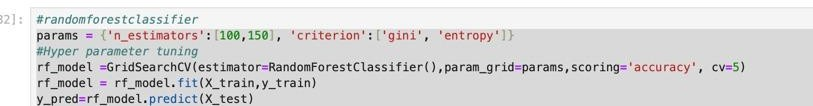 32]: #randomforestclassifier
params = {'n_estimators':[100,150], 'criterion':['gini', 'entropy']}
#Hyper parameter tuning
rf_model =GridSearchCV(estimator=RandomForestClassifier(),param_grid=params,scoring='accuracy', cv=5)
rf_model = rf_model.fit(X_train,y_train)
y_pred=rf_model.predict(X_test)